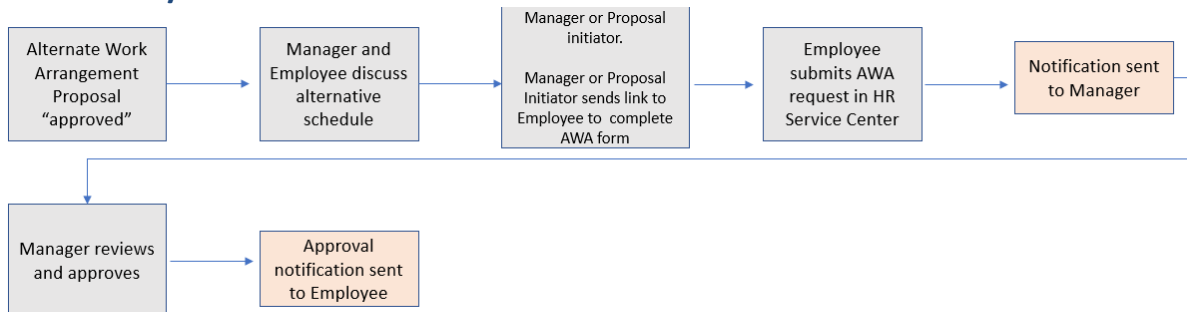 Alternate Work
Arrangement
Proposal
“approved”
Manager and
Employee discuss
alternative
schedule
Manager or Proposal
initiator.
Manager or Proposal
Initiator sends link to
Employee to complete
AWA form
Employee
submits AWA
request in HR
Service Center
Notification sent
to Manager
Manager reviews
and approves
Approval
notification sent
to Employee